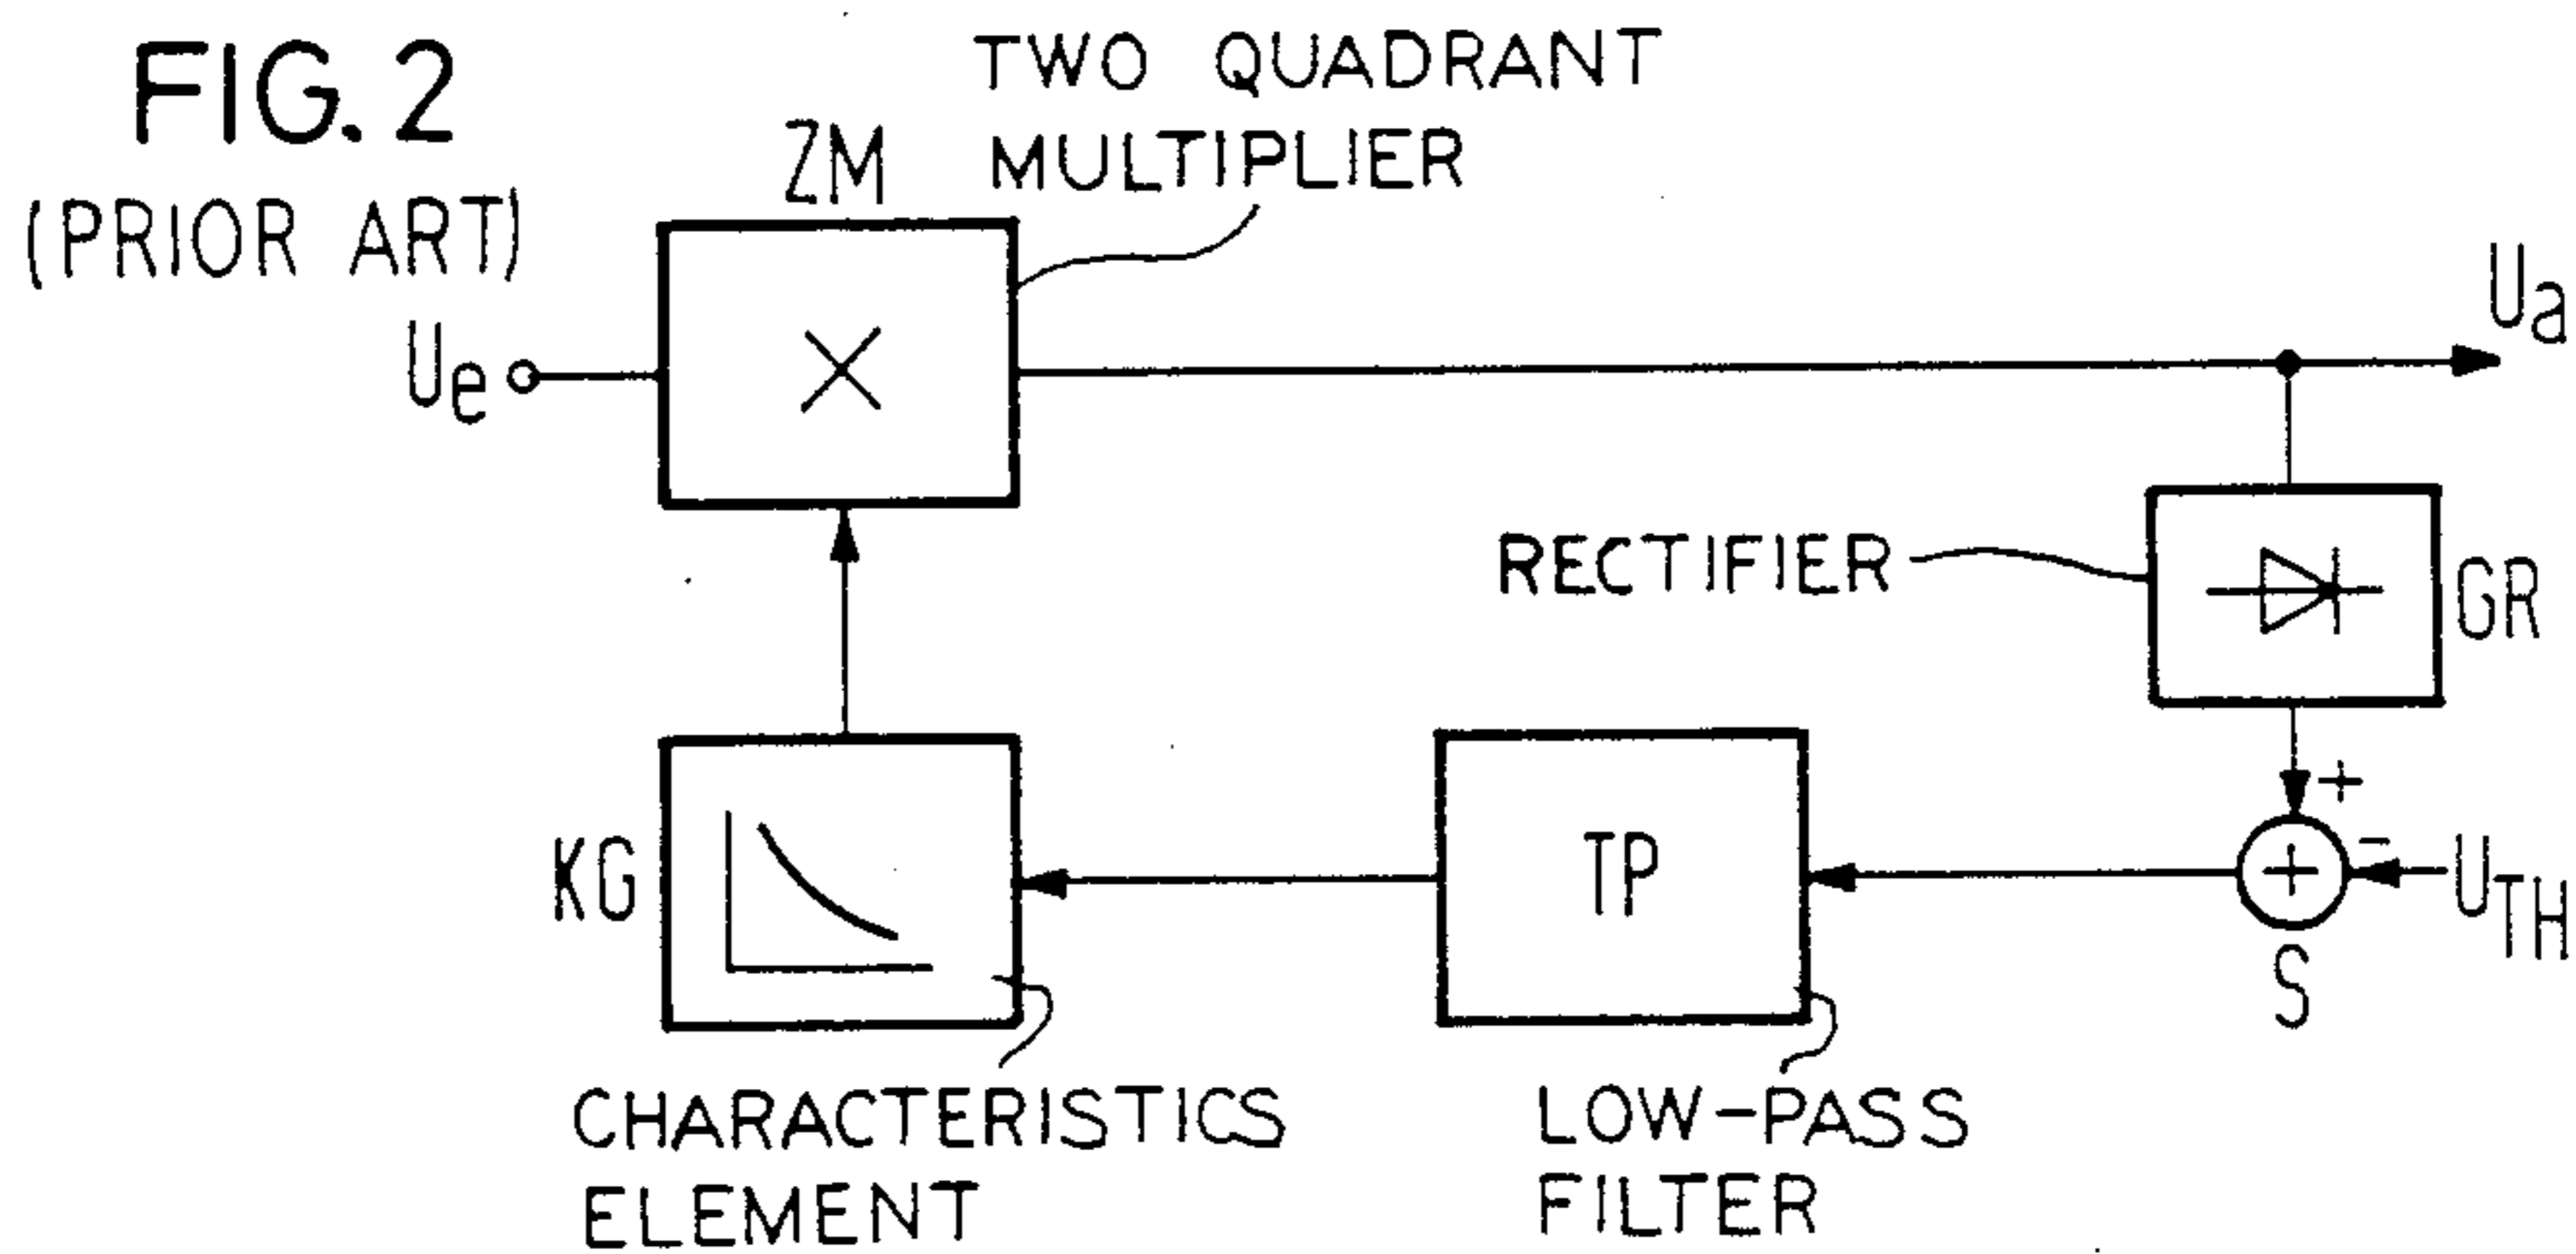 FIG. 2
(PRIOR ART)
TWO QUADRANT
MULTIPLIER
ZM
Ue
Ua
RECTIFIER
GR
+
-
+
UTH
S
TP
KG
CHARACTERISTICS
ELEMENT
LOW-PASS
FILTER